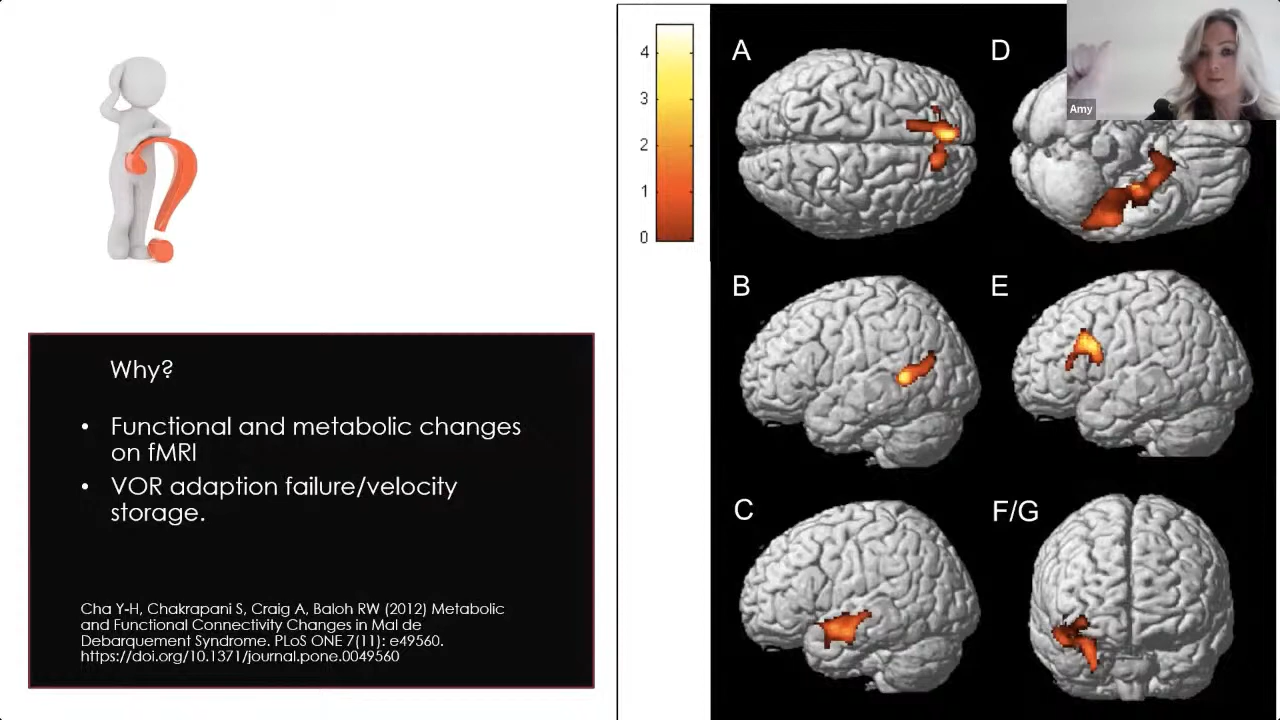 Why?
• Functional and metabolic changes
on fMRI
• VOR adaption failure/velocity
storage.
Cha Y-H, Chakrapani S, Craig A, Baloh RW (2012) Metabolic
and Functional Connectivity Changes in Mal de
Debarquement Syndrome. PLoS ONE 7(11): e49560.
https://doi.org/10.1371/journal.pone.0049560
4
3
2
1
0
A
D
Amy
B
E
C
F/G